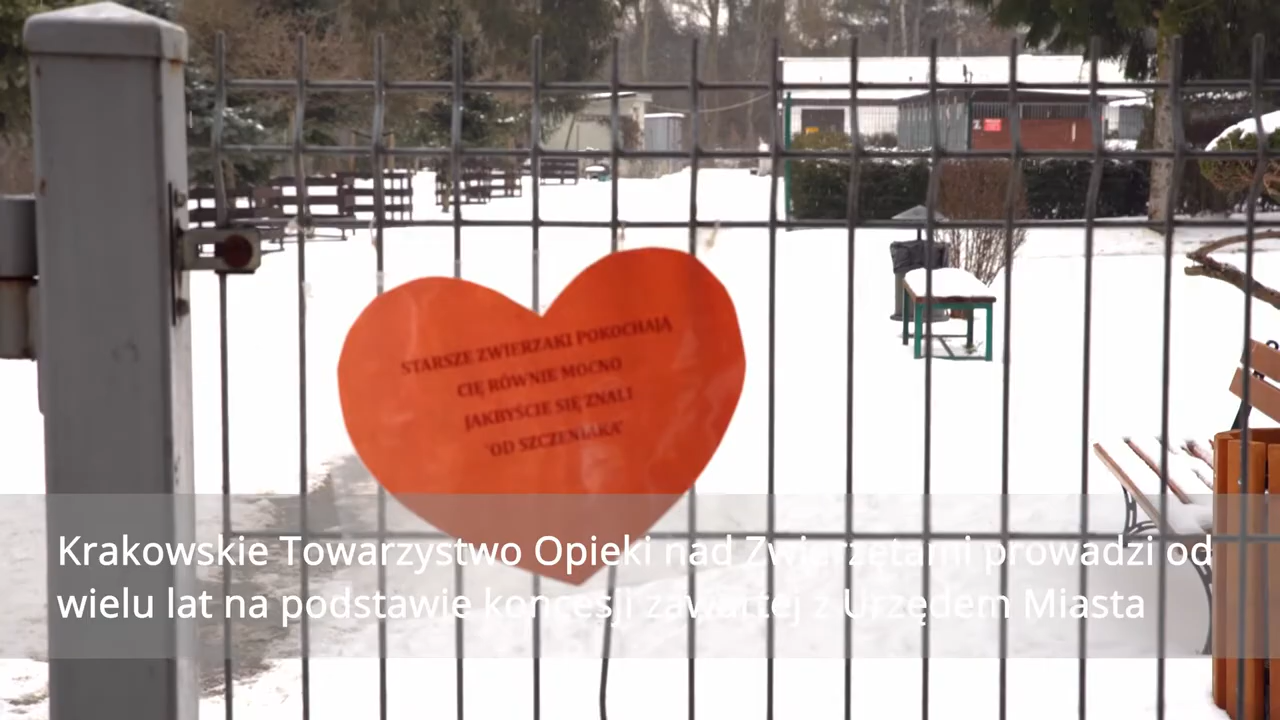 STARSZE ZWIERZAKI POKOCHAJĄ
CIĘ RÓWNIE MOCNO
JAKBYŚCIE SIĘ ZNALI
"OD SZCZENIAKA"
Krakowskie Towarzystwo Opieki nad Zwierzętami prowadzi od
wielu lat na podstawie koncesji zawartej z Urzędem Miasta